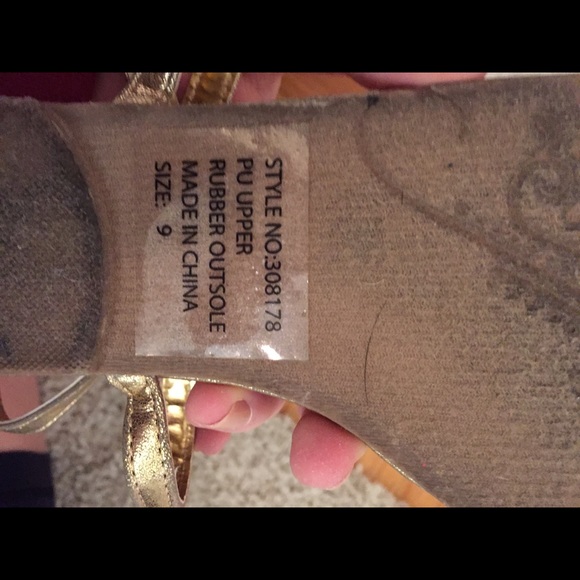 STYLE NO:308178
PU UPPER
RUBBER OUTSOLE
MADE IN CHINA
SIZE: 9